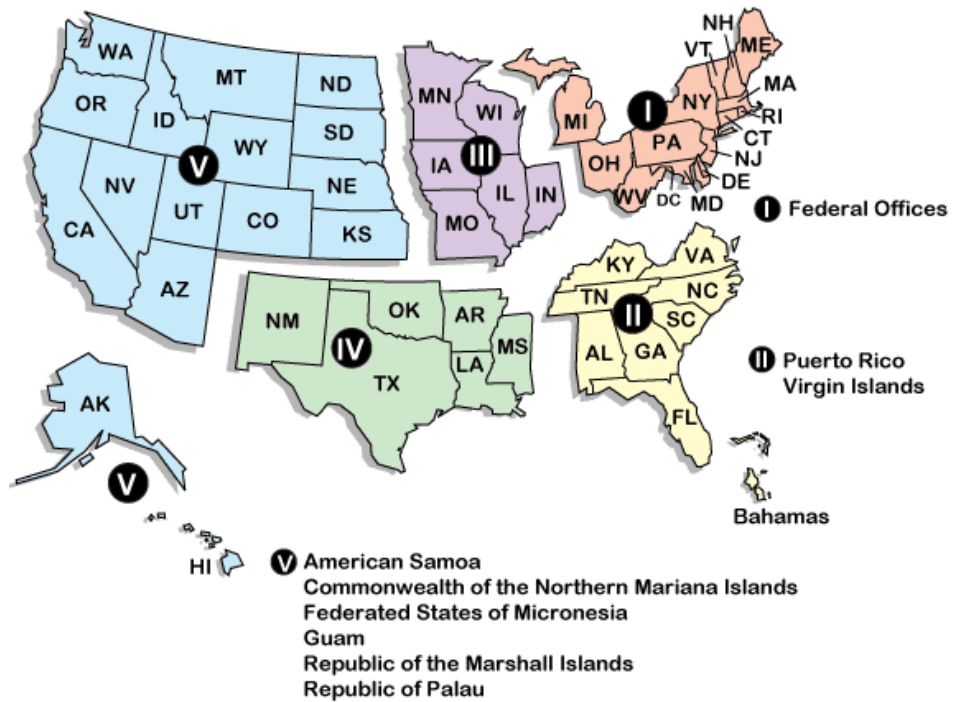 NH
VT
ME
WA
MT
ND
MN
WI
MI
NY
MA
RI
CT
OR
ID
WY
SD
I
PA
NJ
V
III
IA
OH
DE
NV
UT
CO
NE
IL
IN
WV
DC
MD
CA
KS
MO
I Federal Offices
AZ
KY
VA
NM
OK
AR
TN
NC
II
SC
IV
TX
LA
MS
AL
GA
II Puerto Rico
Virgin Islands
AK
FL
V
Bahamas
HI
V American Samoa
Commonwealth of the Northern Mariana Islands
Federated States of Micronesia
Guam
Republic of the Marshall Islands
Republic of Palau